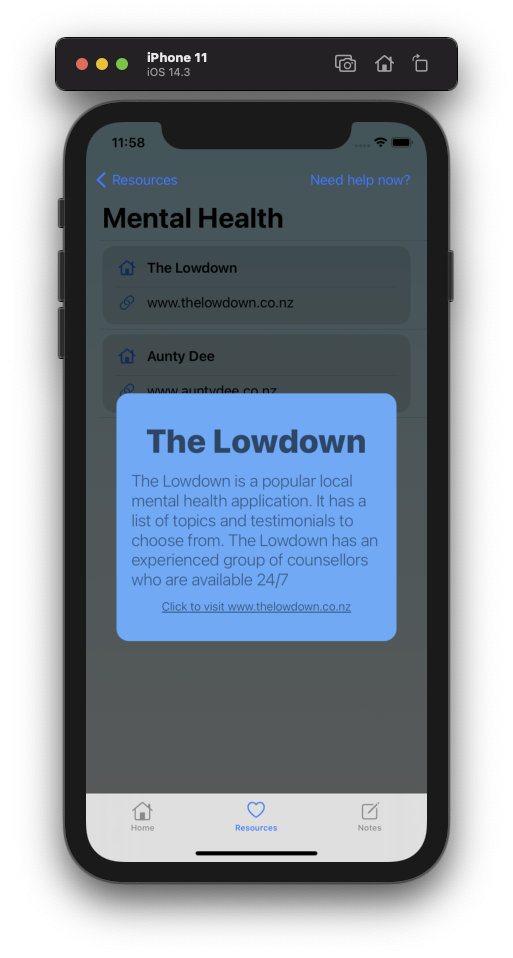 iPhone 11
iOS 14.3
11:58
Resources
Need help now?
Mental Health
The Lowdown
www.thelowdown.co.nz
Aunty Dee
www.auntydee.co.nz
The Lowdown
The Lowdown is a popular local
mental health application. It has a
list of topics and testimonials to
choose from. The Lowdown has an
experienced group of counsellors
who are available 24/7
Click to visit www.thelowdown.co.nz
Home
Resources
Notes